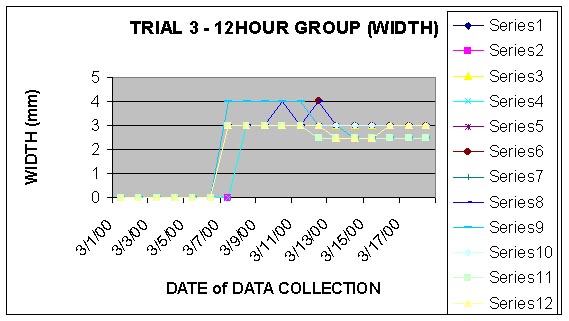 TRIAL 3 - 12HOUR GROUP (WIDTH)
WIDTH (mm)
5
4
3
2
1
0
3/1/00
3/3/00
3/5/00
3/7/00
3/9/00
3/11/00
3/13/00
3/15/00
3/17/00
DATE of DATA COLLECTION
Series1
Series2
Series3
Series4
Series5
Series6
Series7
Series8
Series9
Series10
Series11
Series12